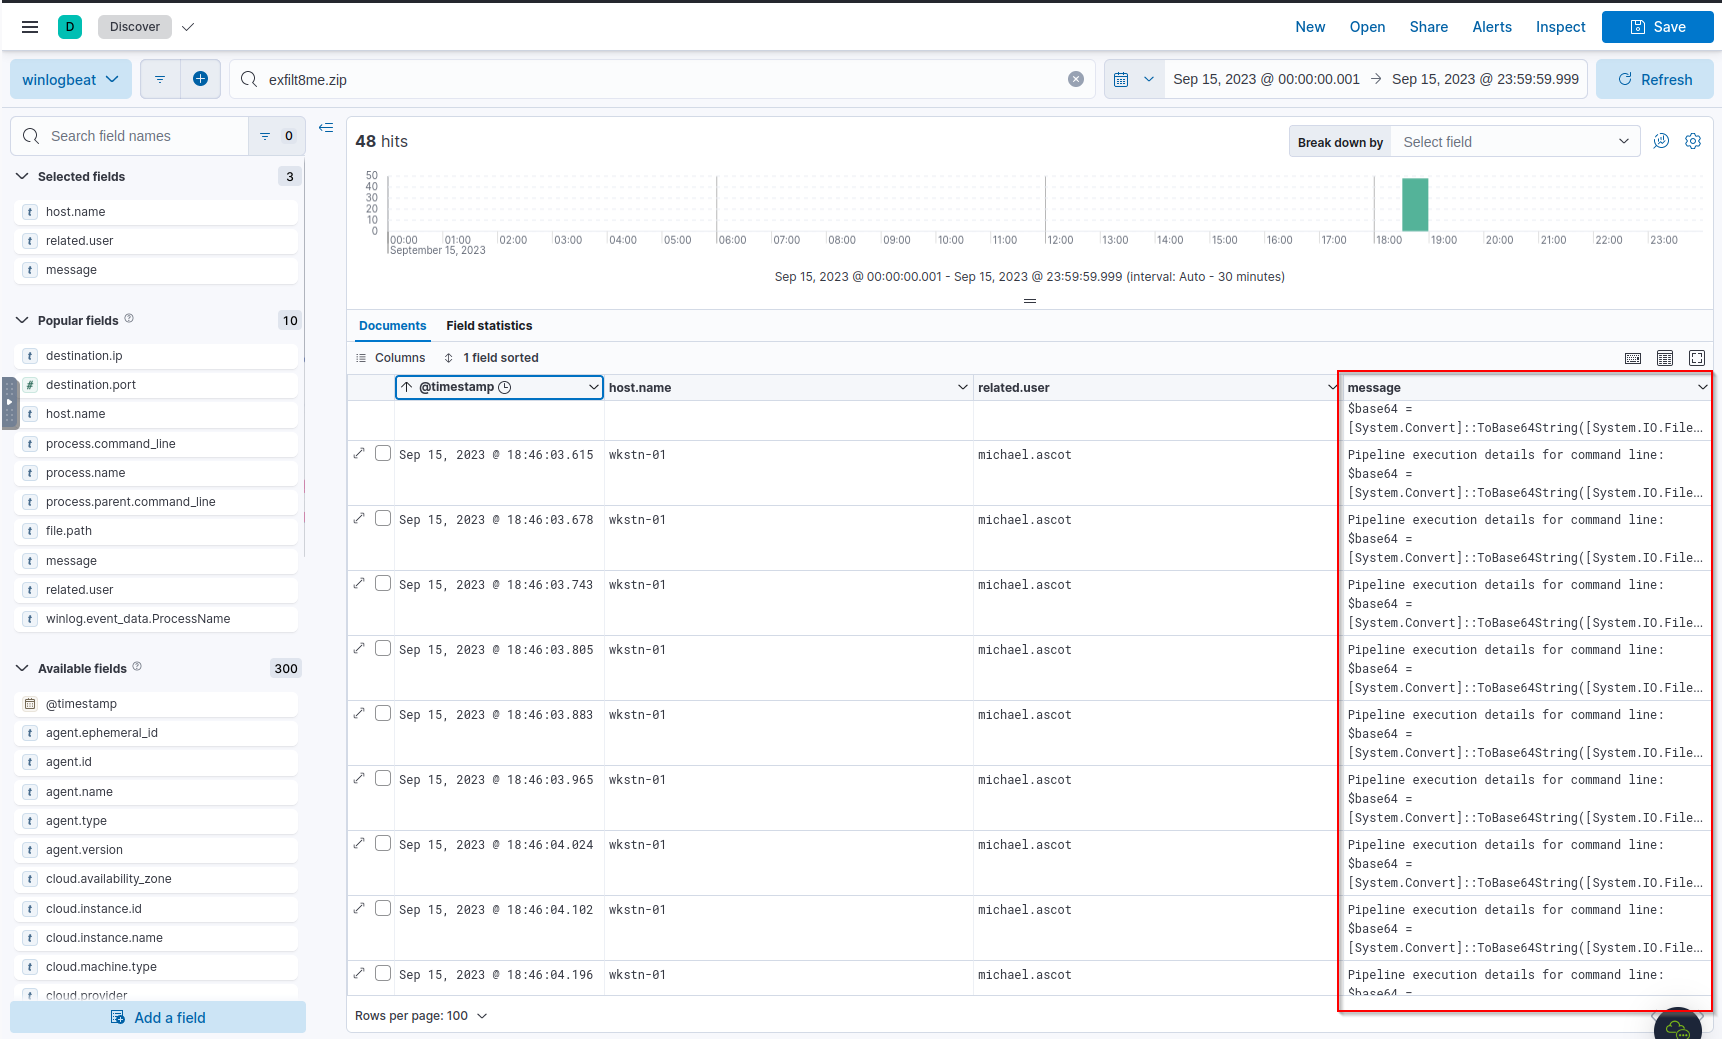 D Discover New Open Share Alerts Inspect Save
winlogbeat exfilt8me.zip Sep 15, 2023 @ 00:00:00.001 → Sep 15, 2023 @ 23:59:59.999 Refresh
Search field names 0
Selected fields 3
t host.name
t related.user
t message
Popular fields 10
t destination.ip
# destination.port
t host.name
t process.command_line
t process.name
t process.parent.command_line
t file.path
t message
t related.user
t winlog.event_data.ProcessName
Available fields 300
@timestamp
t agent.ephemeral_id
t agent.id
t agent.name
t agent.type
t agent.version
t cloud.availability_zone
t cloud.instance.id
t cloud.instance.name
t cloud.machine.type
t cloud.provider
Add a field
48 hits Break down by Select field
50
40
30
20
10
0
00:00 01:00 02:00 03:00 04:00 05:00 06:00 07:00 08:00 09:00 10:00 11:00 12:00 13:00 14:00 15:00 16:00 17:00 18:00 19:00 20:00 21:00 22:00 23:00
September 15, 2023
Sep 15, 2023 @ 00:00:00.001 - Sep 15, 2023 @ 23:59:59.999 (interval: Auto - 30 minutes)
Documents Field statistics
Columns 1 field sorted
@timestamp host.name related.user message
$base64 =
[System.Convert]::ToBase64String([System.IO.File…
Sep 15, 2023 @ 18:46:03.615 wkstn-01 michael.ascot Pipeline execution details for command line:
$base64 =
[System.Convert]::ToBase64String([System.IO.File…
Sep 15, 2023 @ 18:46:03.678 wkstn-01 michael.ascot Pipeline execution details for command line:
$base64 =
[System.Convert]::ToBase64String([System.IO.File…
Sep 15, 2023 @ 18:46:03.743 wkstn-01 michael.ascot Pipeline execution details for command line:
$base64 =
[System.Convert]::ToBase64String([System.IO.File…
Sep 15, 2023 @ 18:46:03.805 wkstn-01 michael.ascot Pipeline execution details for command line:
$base64 =
[System.Convert]::ToBase64String([System.IO.File…
Sep 15, 2023 @ 18:46:03.883 wkstn-01 michael.ascot Pipeline execution details for command line:
$base64 =
[System.Convert]::ToBase64String([System.IO.File…
Sep 15, 2023 @ 18:46:03.965 wkstn-01 michael.ascot Pipeline execution details for command line:
$base64 =
[System.Convert]::ToBase64String([System.IO.File…
Sep 15, 2023 @ 18:46:04.024 wkstn-01 michael.ascot Pipeline execution details for command line:
$base64 =
[System.Convert]::ToBase64String([System.IO.File…
Sep 15, 2023 @ 18:46:04.102 wkstn-01 michael.ascot Pipeline execution details for command line:
$base64 =
[System.Convert]::ToBase64String([System.IO.File…
Sep 15, 2023 @ 18:46:04.196 wkstn-01 michael.ascot Pipeline execution details for command line:
$base64 =
Rows per page: 100